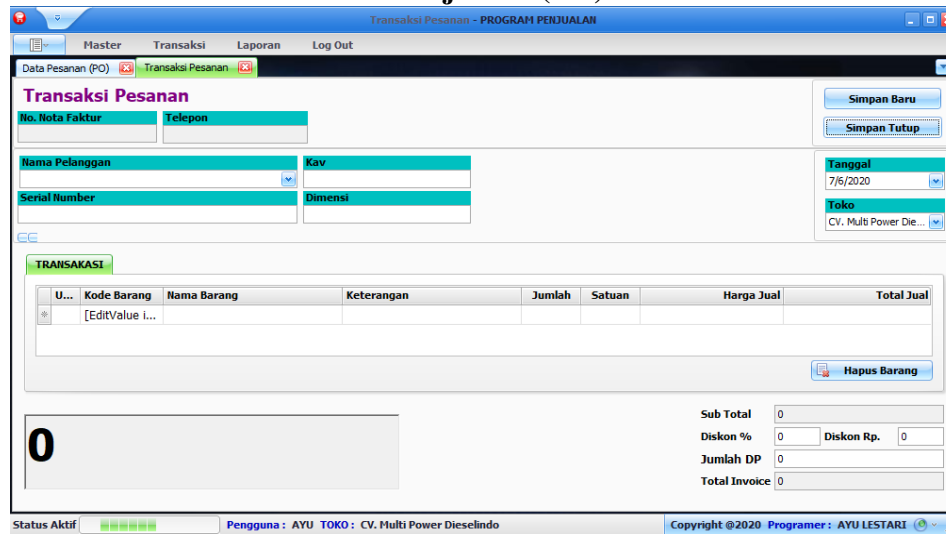 Transaksi Pesanan - PROGRAM PENJUALAN
Master Transaksi Laporan Log Out
Data Pesanan (PO) Transaksi Pesanan
Transaksi Pesanan
Simpan Baru
No. Nota Faktur Telepon
Simpan Tutup
Nama Pelanggan Kav
Tanggal
7/6/2020
Serial Number Dimensi
Toko
CV. Multi Power Die...
TRANSAKASI
U... Kode Barang Nama Barang Keterangan Jumlah Satuan Harga Jual Total Jual
[EditValue i...
Hapus Barang
0
Sub Total 0
Diskon % 0 Diskon Rp. 0
Jumlah DP 0
Total Invoice 0
Status Aktif Pengguna : AYU TOKO : CV. Multi Power Dieselindo Copyright @2020 Programer : AYU LESTARI